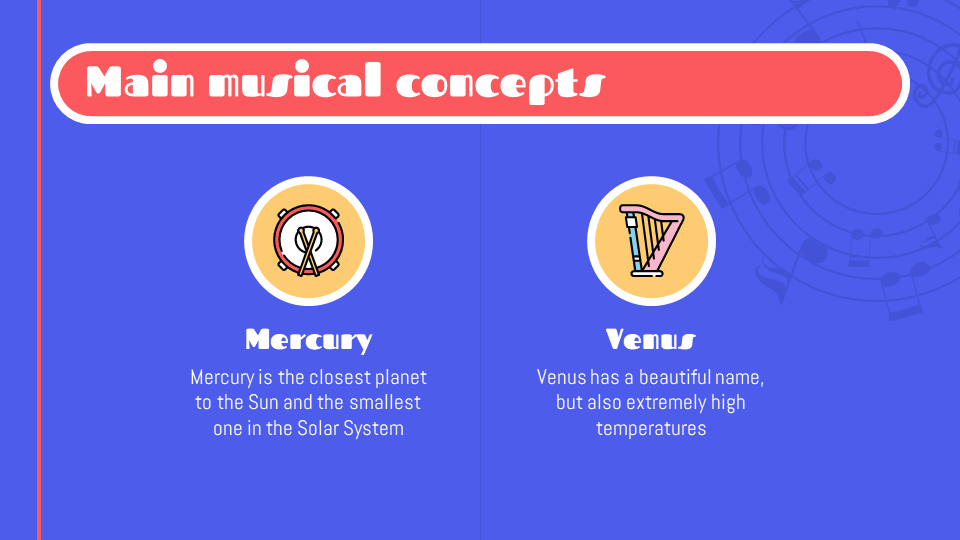 Main musical concepts
Mercury
Mercury is the closest planet
to the Sun and the smallest
one in the Solar System
Venus
Venus has a beautiful name,
but also extremely high
temperatures